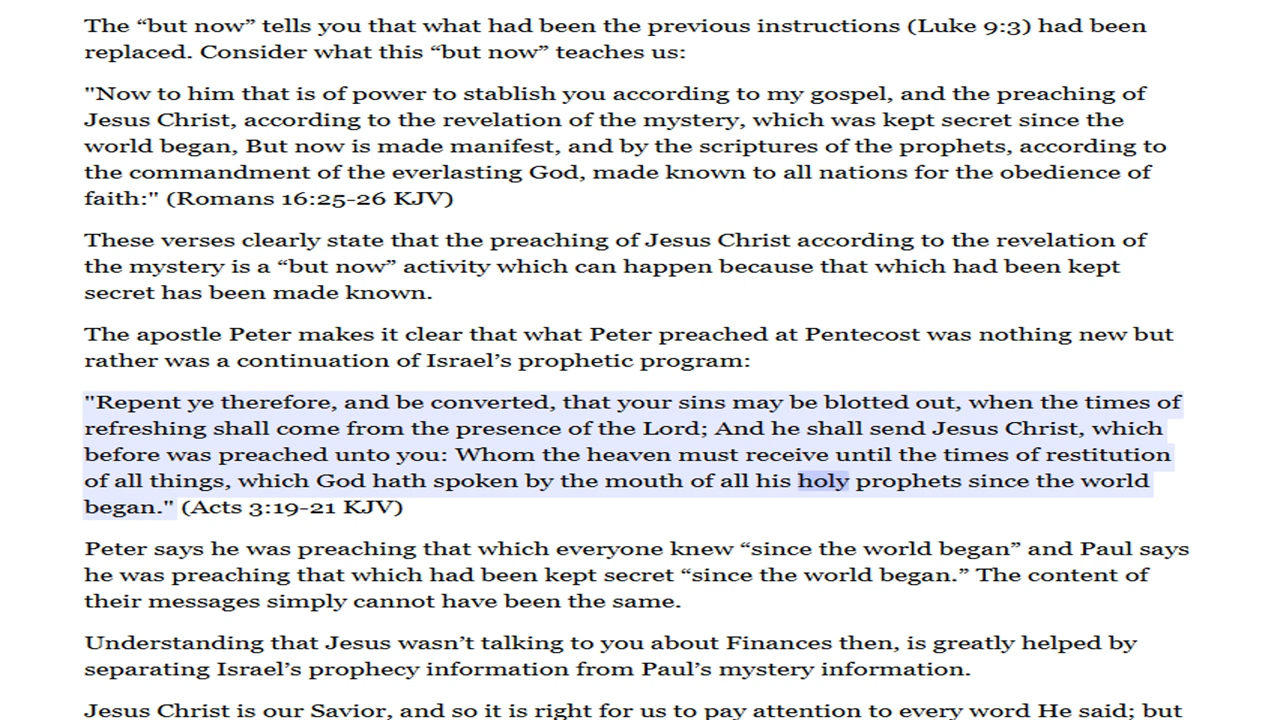 The “but now” tells you that what had been the previous instructions (Luke 9:3) had been
replaced. Consider what this “but now” teaches us:
"Now to him that is of power to stablish you according to my gospel, and the preaching of
Jesus Christ, according to the revelation of the mystery, which was kept secret since the
world began, But now is made manifest, and by the scriptures of the prophets, according to
the commandment of the everlasting God, made known to all nations for the obedience of
faith:" (Romans 16:25-26 KJV)
These verses clearly state that the preaching of Jesus Christ according to the revelation of
the mystery is a “but now” activity which can happen because that which had been kept
secret has been made known.
The apostle Peter makes it clear that what Peter preached at Pentecost was nothing new but
rather was a continuation of Israel’s prophetic program:
"Repent ye therefore, and be converted, that your sins may be blotted out, when the times of
refreshing shall come from the presence of the Lord; And he shall send Jesus Christ, which
before was preached unto you: Whom the heaven must receive until the times of restitution
of all things, which God hath spoken by the mouth of all his holy prophets since the world
began." (Acts 3:19-21 KJV)
Peter says he was preaching that which everyone knew “since the world began” and Paul says
he was preaching that which had been kept secret “since the world began.” The content of
their messages simply cannot have been the same.
Understanding that Jesus wasn’t talking to you about Finances then, is greatly helped by
separating Israel’s prophecy information from Paul’s mystery information.
Jesus Christ is our Savior, and so it is right for us to pay attention to every word He said; but